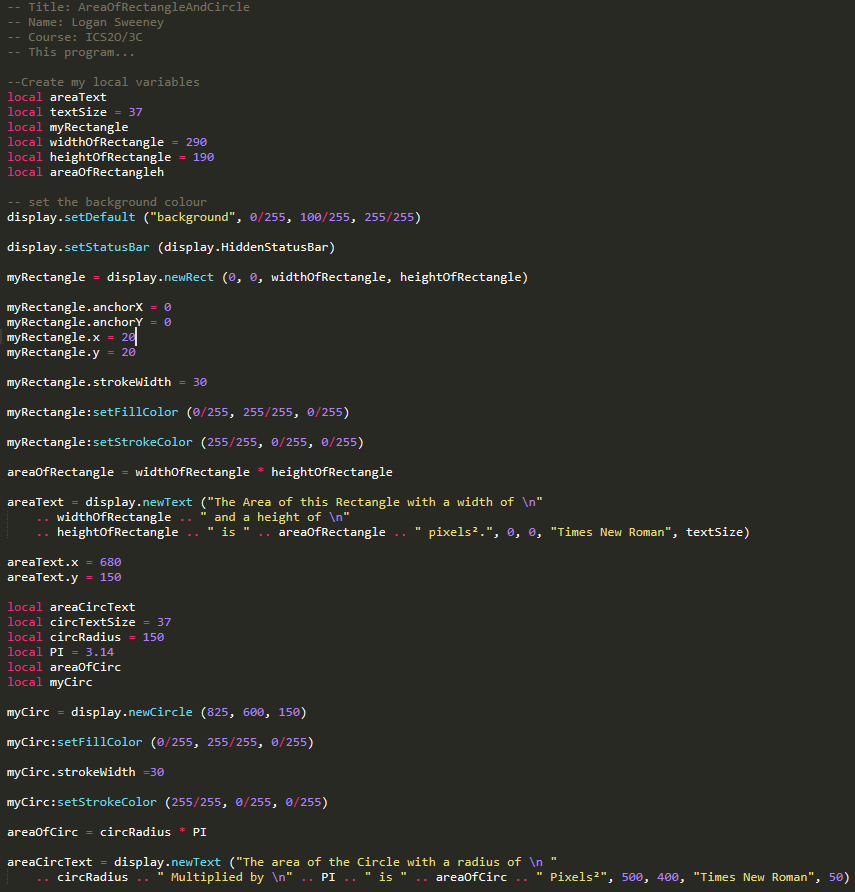 -- Title: AreaOfRectangleAndCircle
-- Name: Logan Sweeney
-- Course: ICS2O/3C
-- This program...
--Create my local variables
local areaText
local textSize = 37
local myRectangle
local widthOfRectangle = 290
local heightOfRectangle = 190
local areaOfRectangleh
-- set the background colour
display.setDefault ("background", 0/255, 100/255, 255/255)
display.setStatusBar (display.HiddenStatusBar)
myRectangle = display.newRect (0, 0, widthOfRectangle, heightOfRectangle)
myRectangle.anchorX = 0
myRectangle.anchorY = 0
myRectangle.x = 20
myRectangle.y = 20
myRectangle.strokeWidth = 30
myRectangle:setFillColor (0/255, 255/255, 0/255)
myRectangle:setStrokeColor (255/255, 0/255, 0/255)
areaOfRectangle = widthOfRectangle * heightOfRectangle
areaText = display.newText ("The Area of this Rectangle with a width of \n"
.. widthOfRectangle .. " and a height of \n"
.. heightOfRectangle .. " is " .. areaOfRectangle .. " pixels².", 0, 0, "Times New Roman", textSize)
areaText.x = 680
areaText.y = 150
local areaCircText
local circTextSize = 37
local circRadius = 150
local PI = 3.14
local areaOfCirc
local myCirc
myCirc = display.newCircle (825, 600, 150)
myCirc:setFillColor (0/255, 255/255, 0/255)
myCirc.strokeWidth =30
myCirc:setStrokeColor (255/255, 0/255, 0/255)
areaOfCirc = circRadius * PI
areaCircText = display.newText ("The area of the Circle with a radius of \n "
.. circRadius .. " Multiplied by \n" .. PI .. " is " .. areaOfCirc .. " Pixels²", 500, 400, "Times New Roman", 50)